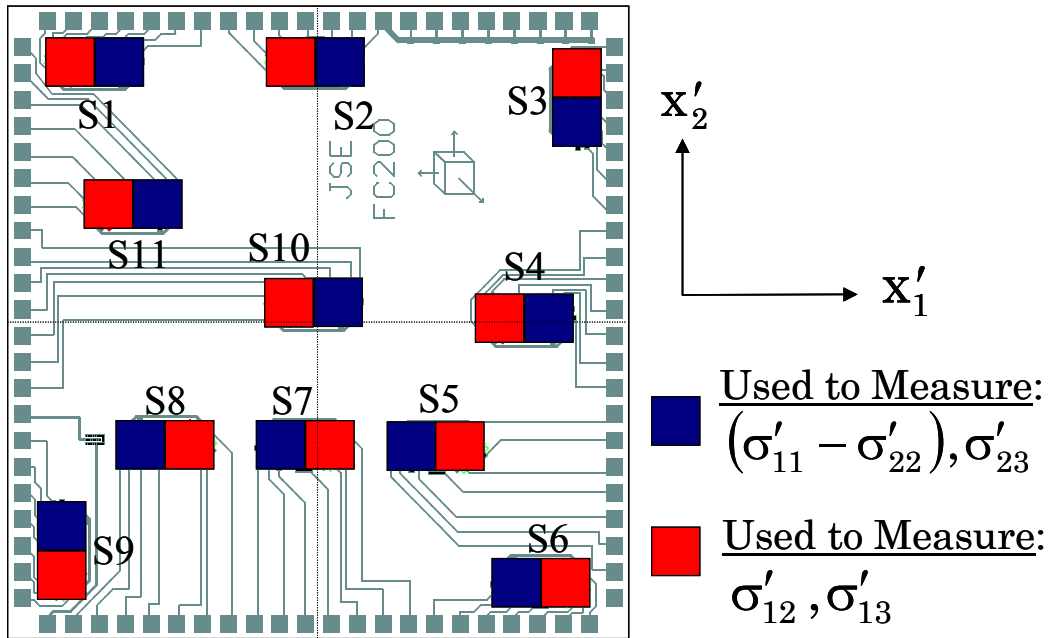 S1
S2
S3
JSE
FC200
S11
S10
S4
S8
S7
S5
S9
S6
x′₂
x′₁
Used to Measure:
(σ′₁₁ − σ′₂₂), σ′₂₃
Used to Measure:
σ′₁₂ , σ′₁₃